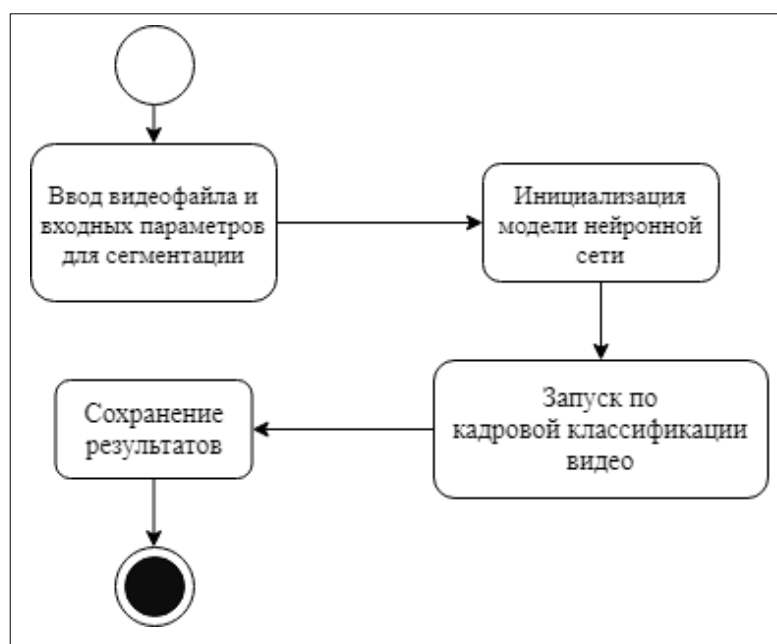 Ввод видеофайла и
входных параметров
для сегментации
Инициализация
модели нейронной
сети
Запуск по
кадровой классификации
видео
Сохранение
результатов